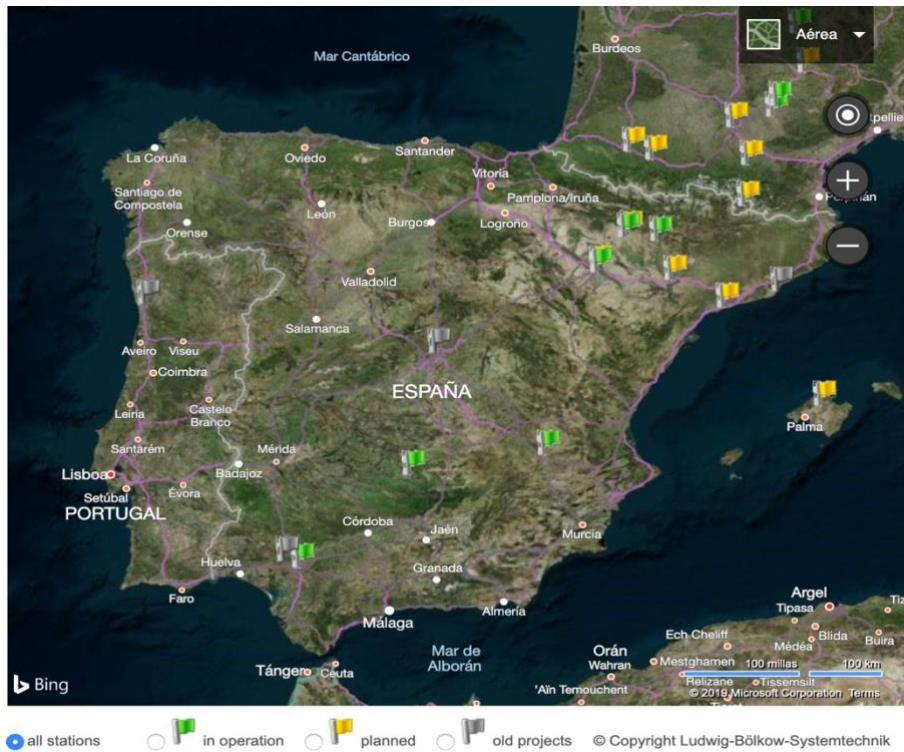 Aérea
Burdeos
Mar Cantábrico
tpellie
La Coruña
Oviedo
Santander
Vitoria
Santiago de
Compostela
Pamplona/Iruña
León
Logroño
Burgos
Orense
Valladolid
Salamanca
Aveiro
Viseu
Coimbra
ESPAÑA
Leiria
Castelo
Branco
Palma
Santarém
Mérida
Lisboa
Badajoz
Setúbal
Évora
PORTUGAL
Córdoba
Jaén
Murcia
Huelva
Granada
Faro
Almería
Málaga
Argel
Tipasa
Tiz
Blida
Buira
Médéa
Ech Cheliff
Mar de
Alborán
Orán
Wahran
Mestghamen
100 millas
100 km
Tánger
Ceuta
Relizane
Tissemsilt
'Aïn Temouchent
© 2019 Microsoft Corporation Terms
Bing
all stations in operation planned old projects © Copyright Ludwig-Bölkow-Systemtechnik